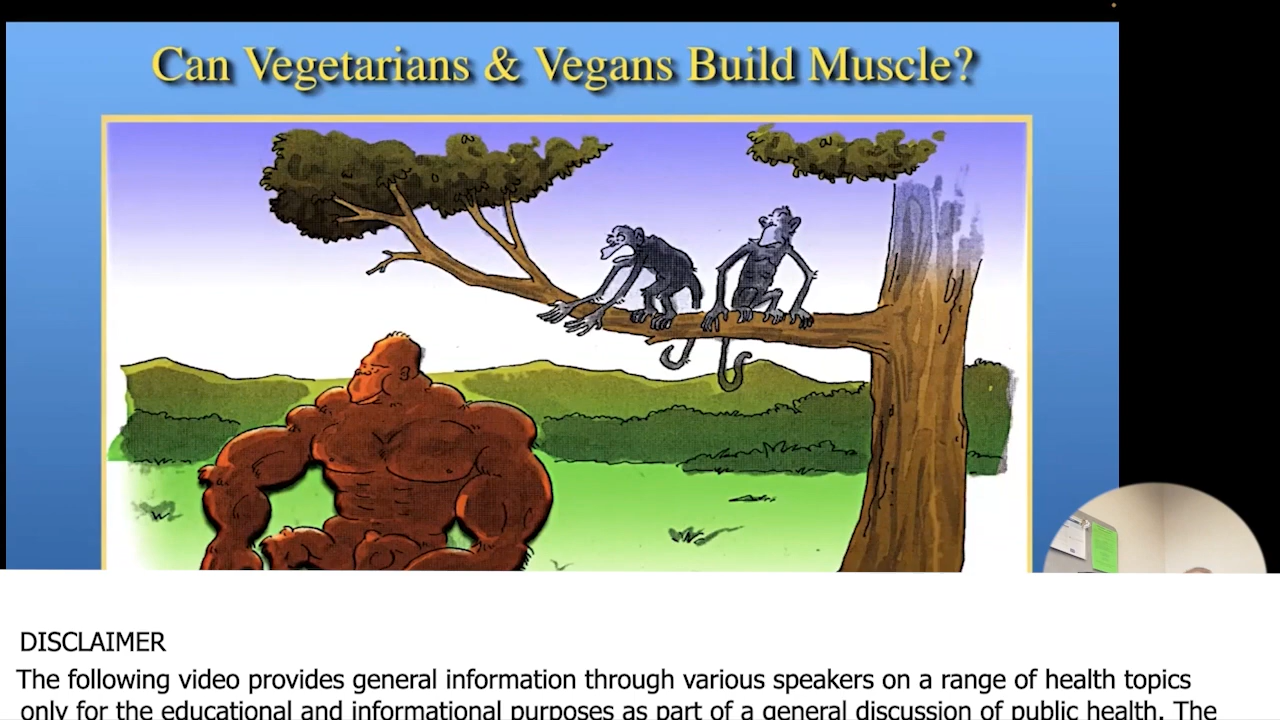 Can Vegetarians & Vegans Build Muscle?
DISCLAIMER
The following video provides general information through various speakers on a range of health topics
only for the educational and informational purposes as part of a general discussion of public health. The